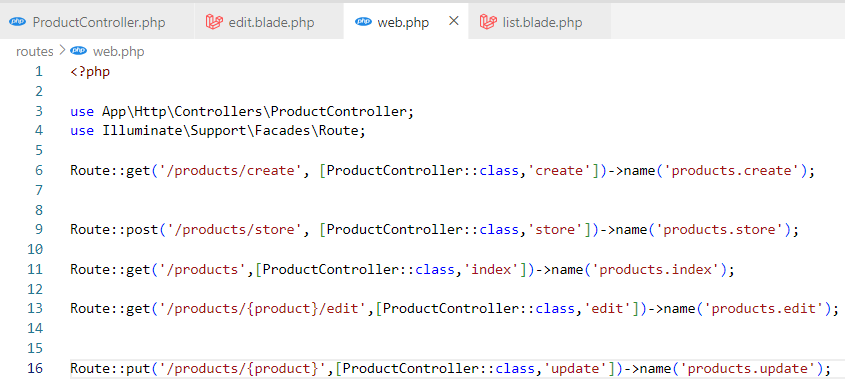 php ProductController.php edit.blade.php php web.php × list.blade.php
routes > php web.php
1 <?php
2
3 use App\Http\Controllers\ProductController;
4 use Illuminate\Support\Facades\Route;
5
6 Route::get('/products/create', [ProductController::class,'create'])->name('products.create');
7
8
9 Route::post('/products/store', [ProductController::class,'store'])->name('products.store');
10
11 Route::get('/products',[ProductController::class,'index'])->name('products.index');
12
13 Route::get('/products/{product}/edit',[ProductController::class,'edit'])->name('products.edit');
14
15
16 Route::put('/products/{product}',[ProductController::class,'update'])->name('products.update');